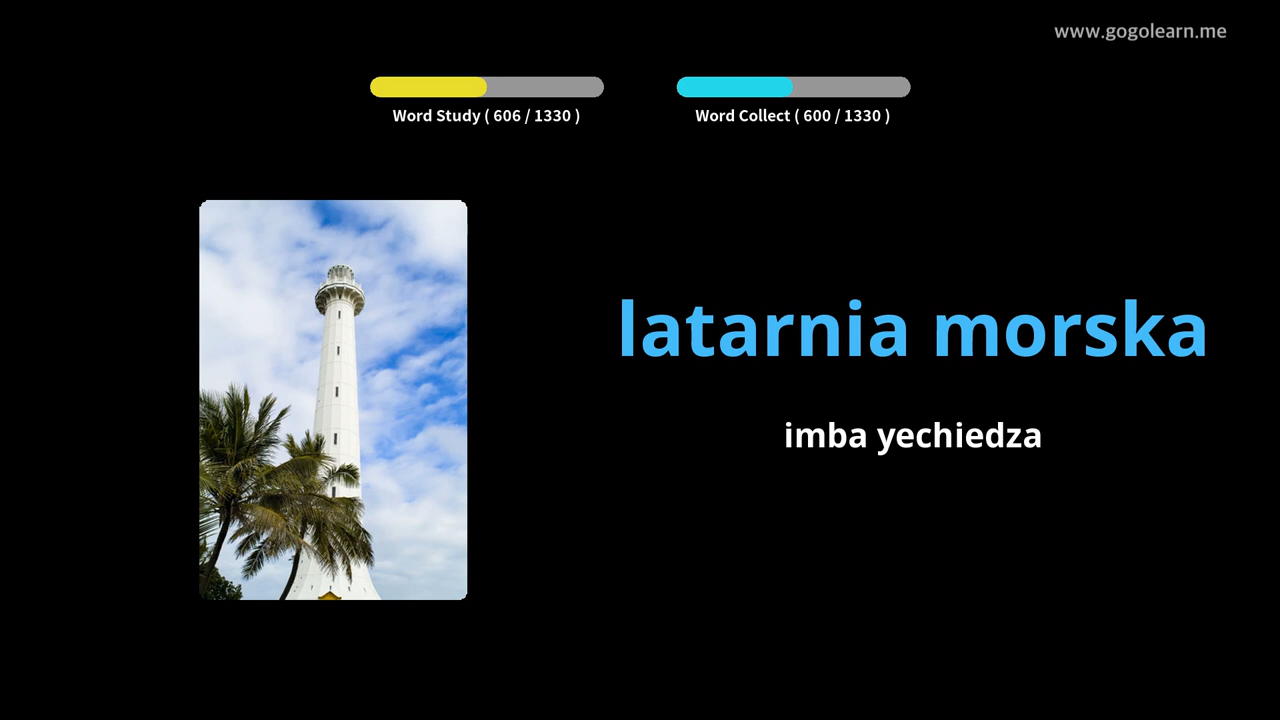 www.gogolearn.me
Word Study ( 606 / 1330 )
Word Collect ( 600 / 1330 )
latarnia morska
imba yechiedza